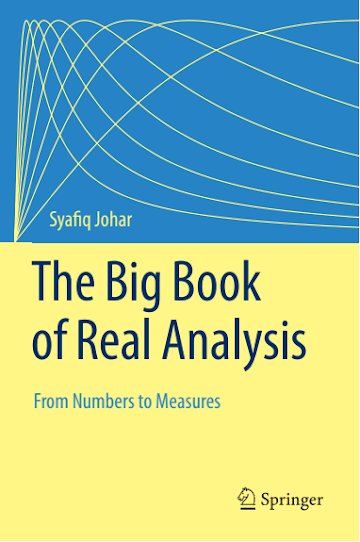 Syafiq Johar
The Big Book
of Real Analysis
From Numbers to Measures
Springer